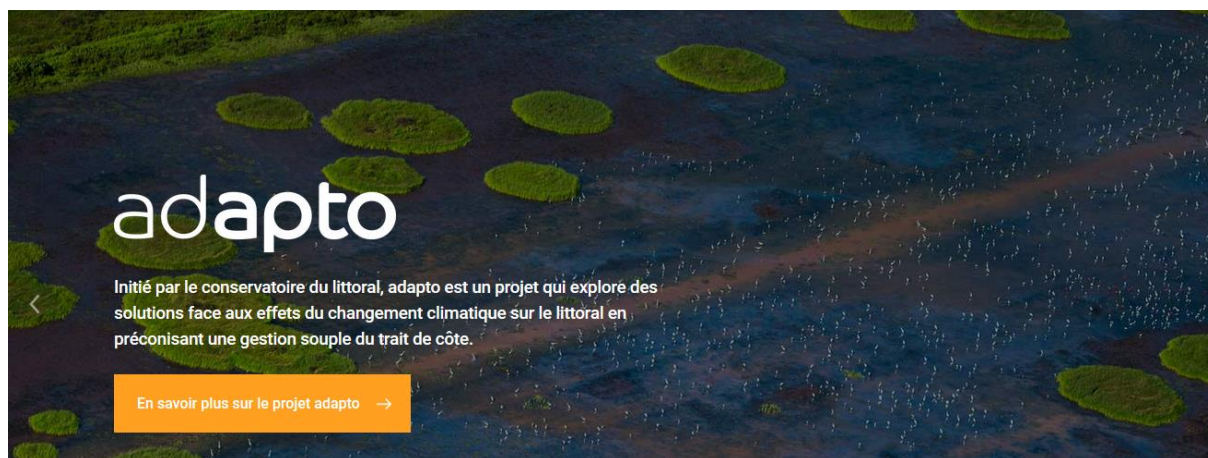 adapto
Initié par le conservatoire du littoral, adapto est un projet qui explore des
solutions face aux effets du changement climatique sur le littoral en
préconisant une gestion souple du trait de côte.
En savoir plus sur le projet adapto →